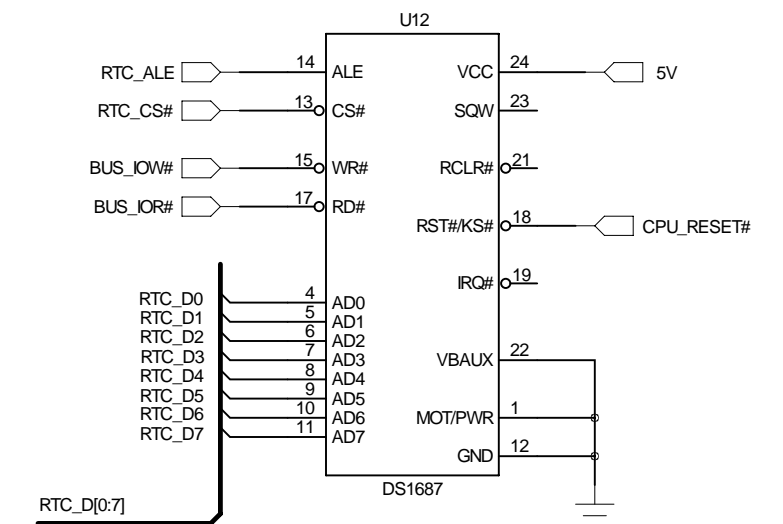 U12
RTC_ALE 14 ALE VCC 24 5V
RTC_CS# 13 CS# SQW 23
BUS_IOW# 15 WR# RCLR# 21
BUS_IOR# 17 RD#
RST#/KS# 18 CPU_RESET#
IRQ# 19
RTC_D0 4 AD0
RTC_D1 5 AD1
RTC_D2 6 AD2
RTC_D3 7 AD3 VBAUX 22
RTC_D4 8 AD4
RTC_D5 9 AD5
RTC_D6 10 AD6 MOT/PWR 1
RTC_D7 11 AD7
GND 12
DS1687
RTC_D[0:7]